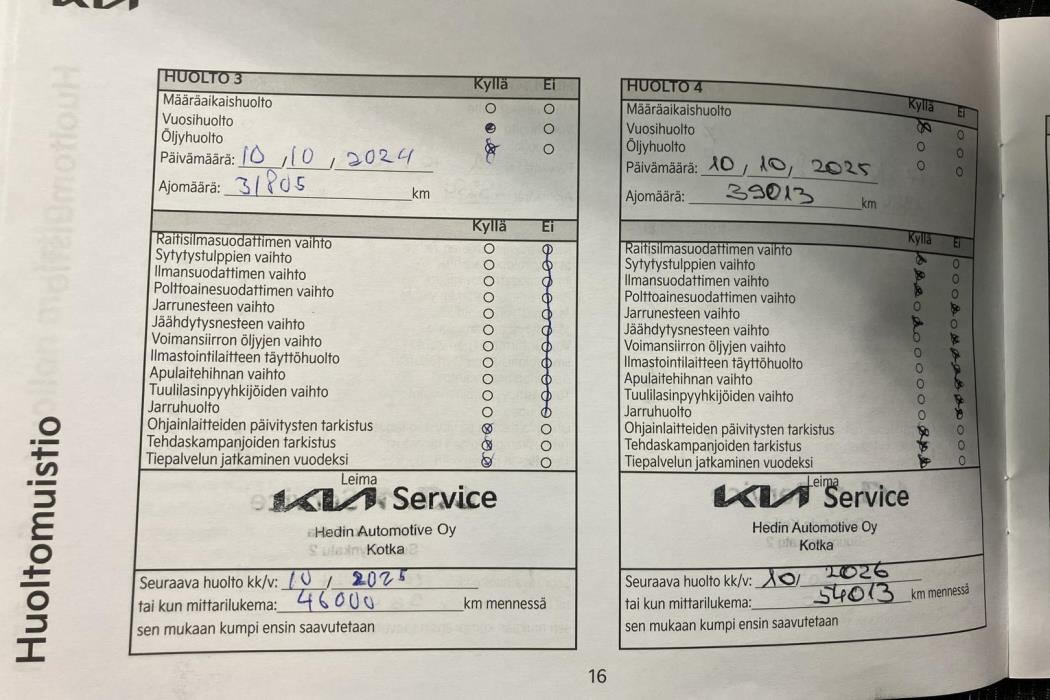 KIA
Huoltomuistio
HUOLTO 3 Kyllä Ei
Määräaikaishuolto
Vuosihuolto
Öljyhuolto
Päivämäärä: 10, 10, 2024
Ajomäärä: 31805 km
Kyllä Ei
Raitisilmasuodattimen vaihto
Sytytystulppien vaihto
Ilmansuodattimen vaihto
Polttoainesuodattimen vaihto
Jarrunesteen vaihto
Jäähdytysnesteen vaihto
Voimansiirron öljyjen vaihto
Ilmastointilaitteen täyttöhuolto
Apulaitehihnan vaihto
Tuulilasinpyyhkijöiden vaihto
Jarruhuolto
Ohjainlaitteiden päivitysten tarkistus
Tehdaskampanjoiden tarkistus
Tiepalvelun jatkaminen vuodeksi
Leima
KIA Service
Hedin Automotive Oy
Kotka
Seuraava huolto kk/v: 10 / 2025
tai kun mittarilukema: 46000 km mennessä
sen mukaan kumpi ensin saavutetaan
HUOLTO 4 Kyllä Ei
Määräaikaishuolto
Vuosihuolto
Öljyhuolto
Päivämäärä: 10, 10, 2025
Ajomäärä: 39013 km
Kyllä Ei
Raitisilmasuodattimen vaihto
Sytytystulppien vaihto
Ilmansuodattimen vaihto
Polttoainesuodattimen vaihto
Jarrunesteen vaihto
Jäähdytysnesteen vaihto
Voimansiirron öljyjen vaihto
Ilmastointilaitteen täyttöhuolto
Apulaitehihnan vaihto
Tuulilasinpyyhkijöiden vaihto
Jarruhuolto
Ohjainlaitteiden päivitysten tarkistus
Tehdaskampanjoiden tarkistus
Tiepalvelun jatkaminen vuodeksi
Leima
KIA Service
Hedin Automotive Oy
Kotka
Seuraava huolto kk/v: 10/ 2026
tai kun mittarilukema: 54013 km mennessä
sen mukaan kumpi ensin saavutetaan
16